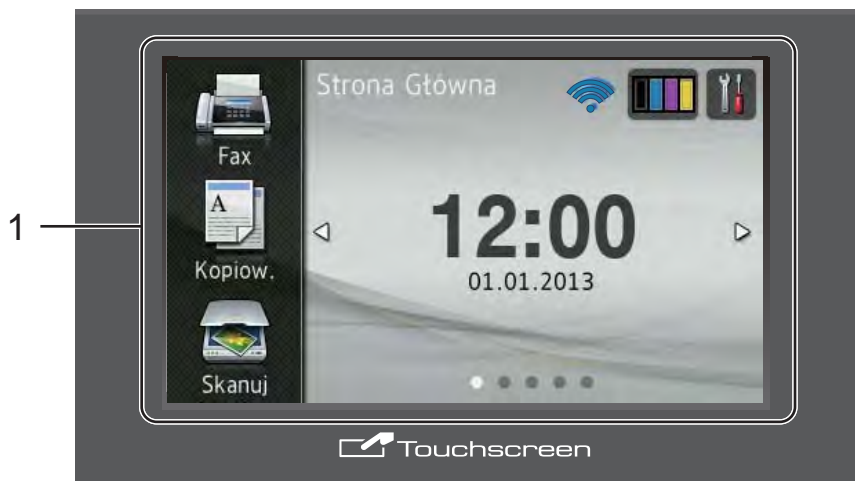 1
Fax
Kopiow.
Skanuj
Strona Główna
12:00
01.01.2013
Touchscreen